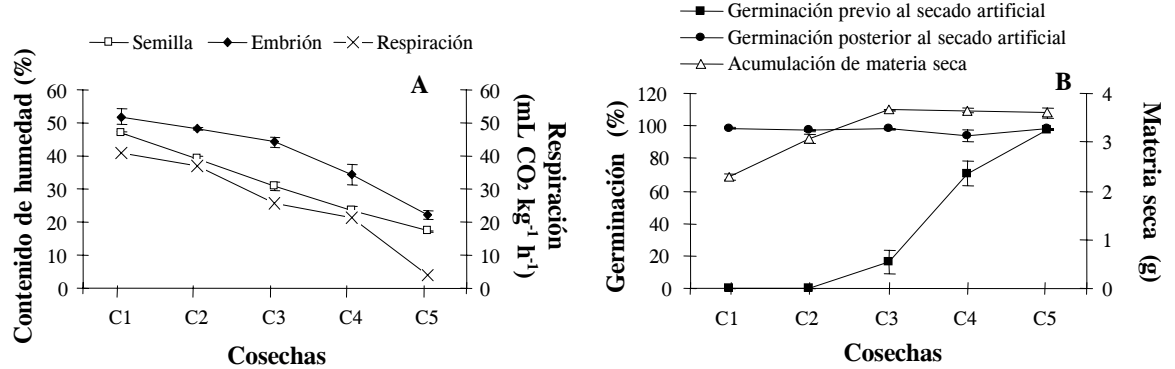 Semilla Embrión Respiración
A
Contenido de humedad (%)
60
50
40
30
20
10
0
60
50
40
30
20
10
0
Respiración
(mL CO₂ kg⁻¹ h⁻¹)
C1 C2 C3 C4 C5
Cosechas
Germinación previo al secado artificial
Germinación posterior al secado artificial
Acumulación de materia seca
B
Germinación (%)
120
100
80
60
40
20
0
4
3
2
1
0
Materia seca (g)
C1 C2 C3 C4 C5
Cosechas